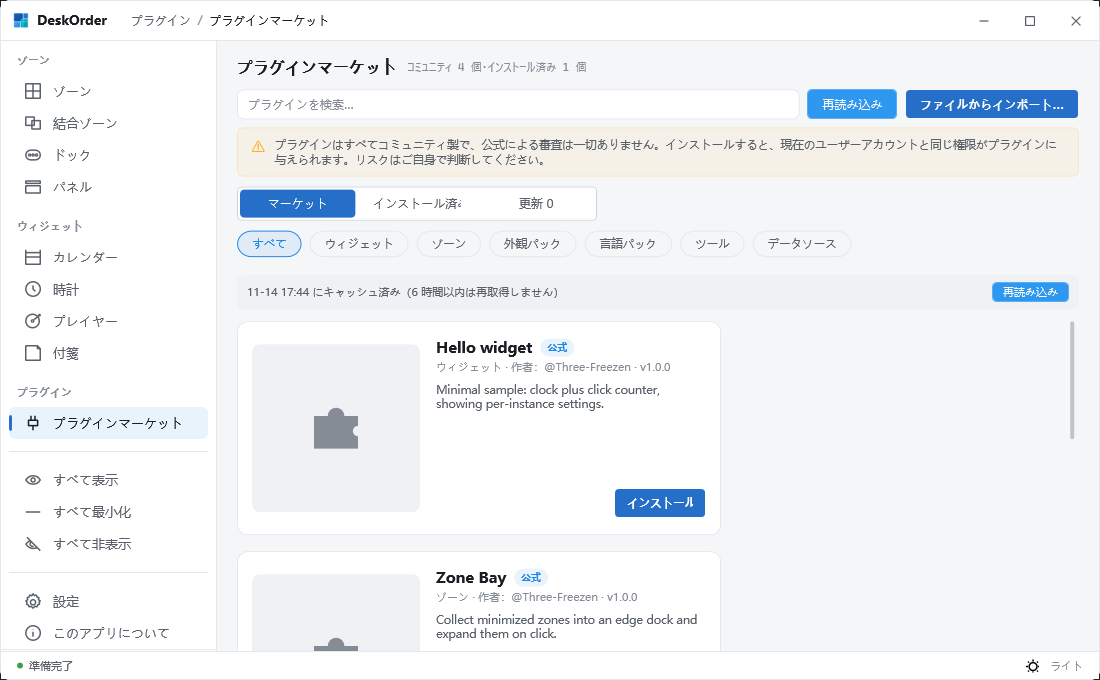 DeskOrder プラグイン / プラグインマーケット
ゾーン
ゾーン
結合ゾーン
ドック
パネル
ウィジェット
カレンダー
時計
プレイヤー
付箋
プラグイン
プラグインマーケット
すべて表示
すべて最小化
すべて非表示
設定
このアプリについて
プラグインマーケット コミュニティ 4 個·インストール済み 1 個
プラグインを検索... 再読み込み ファイルからインポート...
プラグインはすべてコミュニティ製で、公式による審査は一切ありません。インストールすると、現在のユーザーアカウントと同じ権限がプラグインに
与えられます。リスクはご自身で判断してください。
マーケット インストール済 更新 0
すべて ウィジェット ゾーン 外観パック 言語パック ツール データソース
11-14 17:44 にキャッシュ済み（6 時間以内は再取得しません） 再読み込み
Hello widget 公式
ウィジェット · 作者：@Three-Freezen · v1.0.0
Minimal sample: clock plus click counter,
showing per-instance settings.
インストール
Zone Bay 公式
ゾーン · 作者：@Three-Freezen · v1.0.0
Collect minimized zones into an edge dock and
expand them on click.
準備完了 ライト